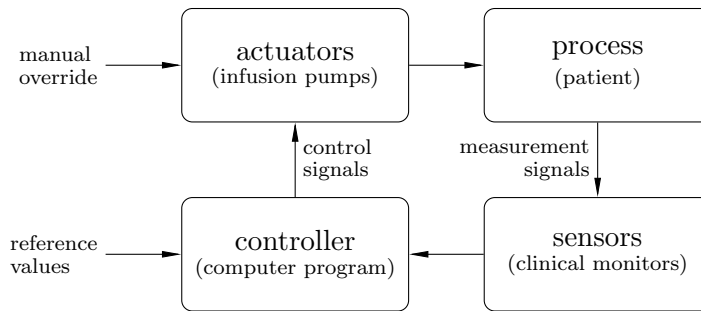 manual
override
actuators
(infusion pumps)
process
(patient)
control
signals
measurement
signals
reference
values
controller
(computer program)
sensors
(clinical monitors)